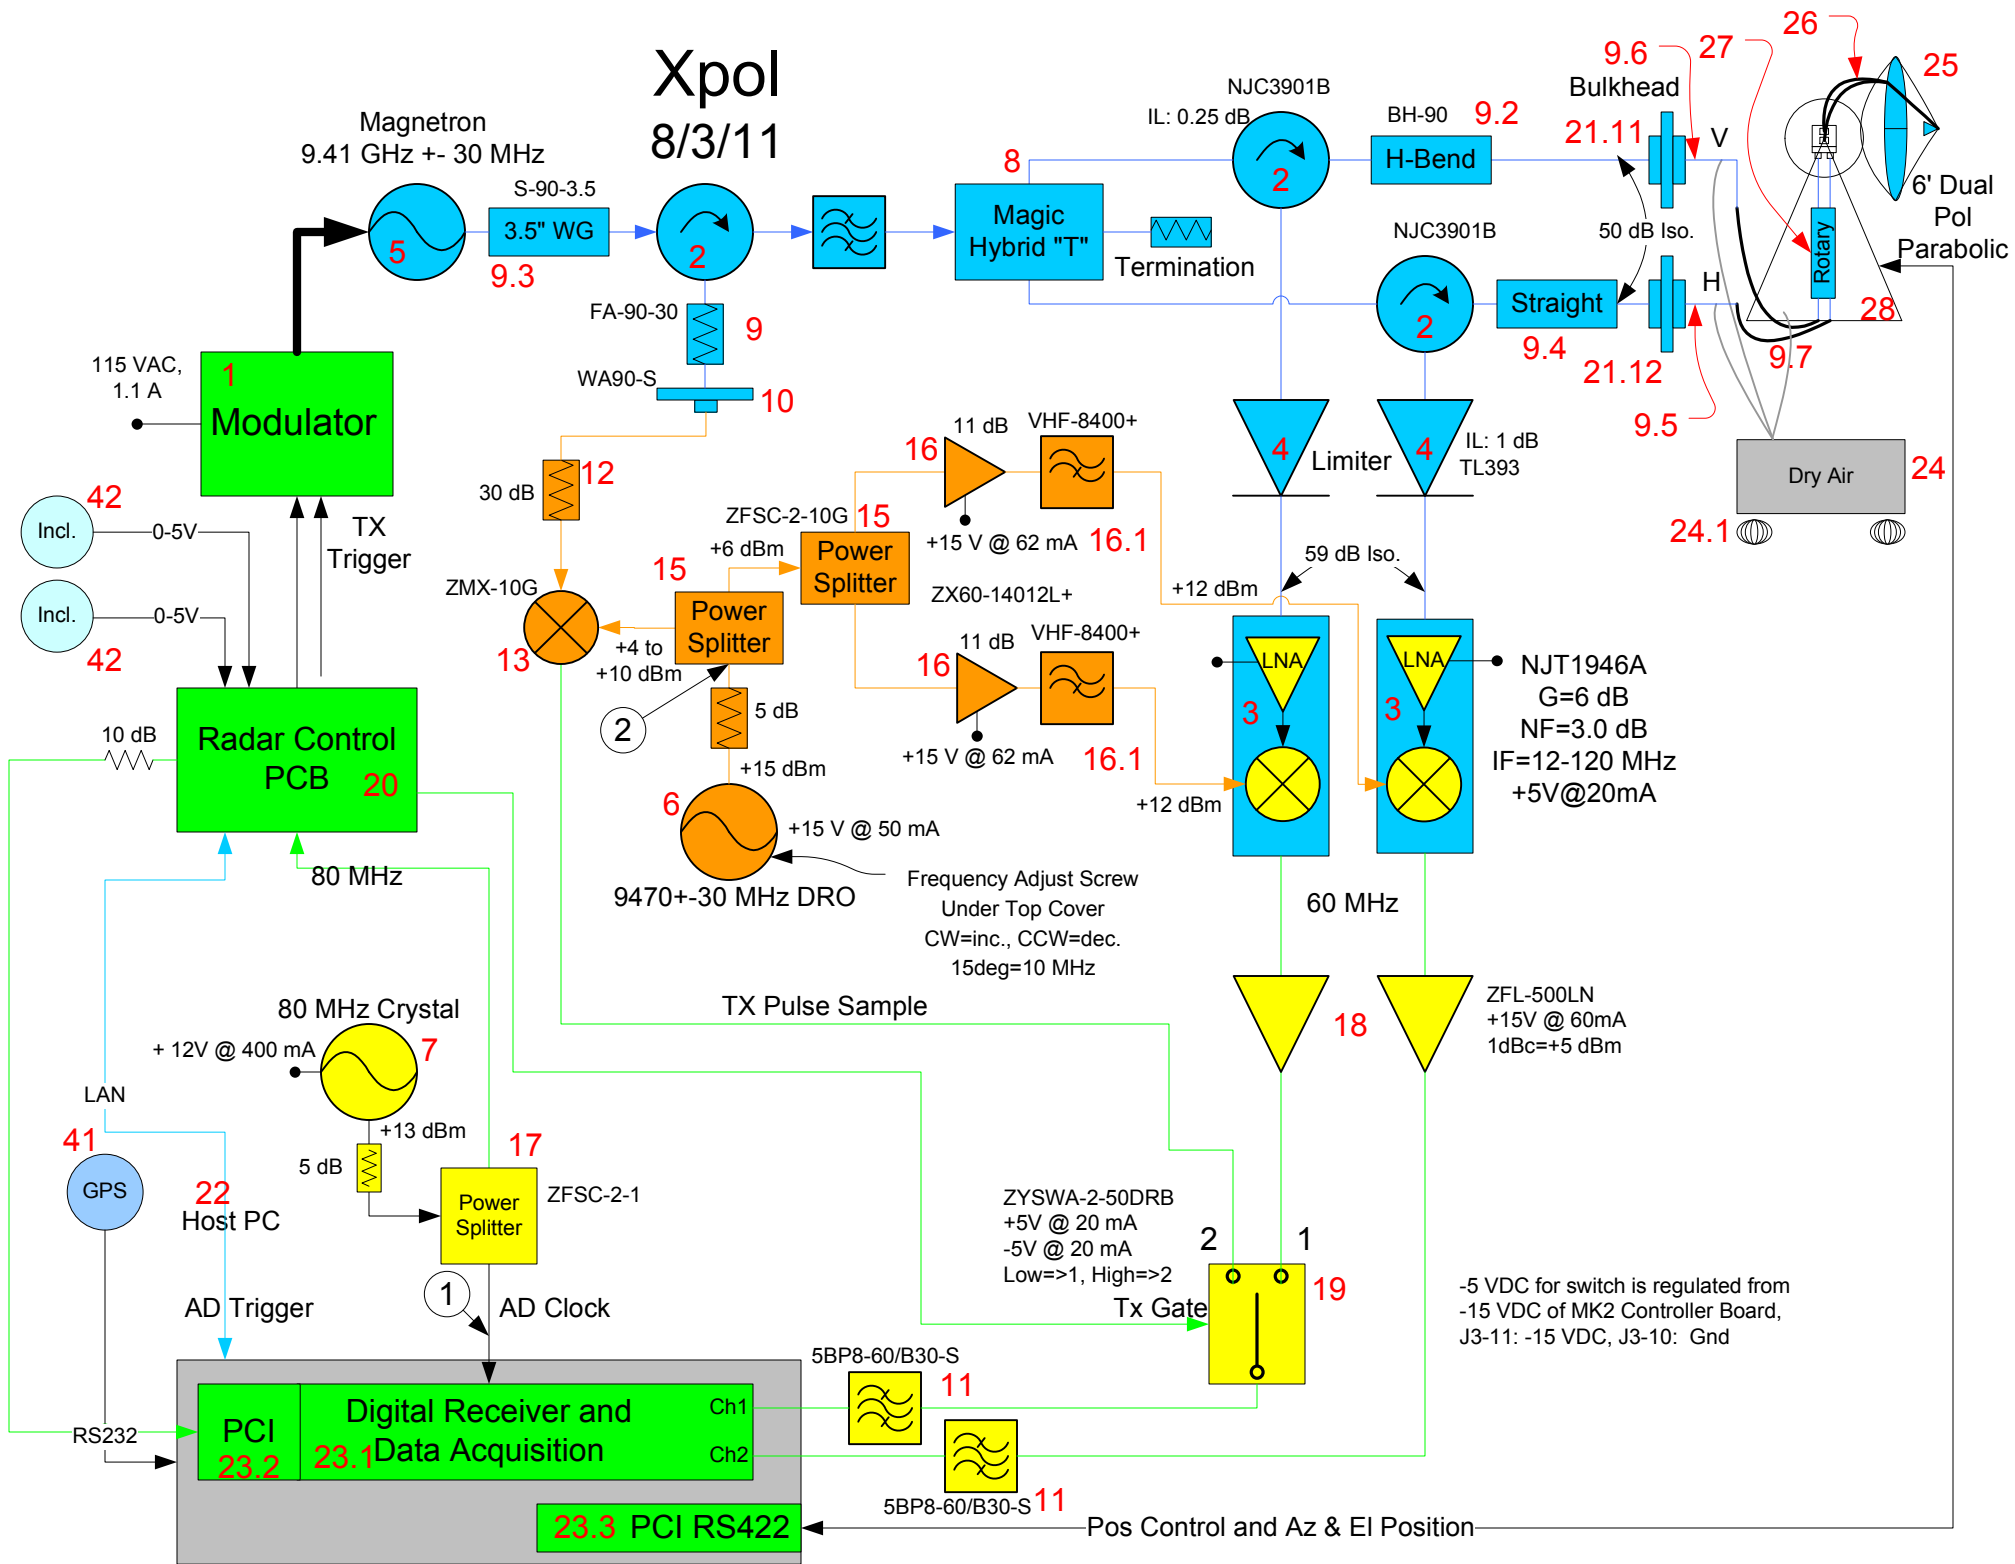 Xpol
8/3/11
Magnetron
9.41 GHz +- 30 MHz
5
S-90-3.5
3.5" WG
9.3
2
FA-90-30
9
WA90-S
10
8
Magic
Hybrid "T"
Termination
NJC3901B
IL: 0.25 dB
2
BH-90
9.2
H-Bend
NJC3901B
2
Straight
9.4
9.6
Bulkhead
21.11
50 dB Iso.
21.12
9.5
V
H
27
26
25
6' Dual
Pol
Parabolic
Rotary
28
9.7
Dry Air
24
24.1
115 VAC,
1.1 A
1
Modulator
TX
Trigger
42
Incl.
0-5V
Incl.
0-5V
42
10 dB
Radar Control
PCB
20
80 MHz
12
30 dB
ZMX-10G
13
15
Power
Splitter
+4 to
+10 dBm
2
5 dB
+15 dBm
6
+15 V @ 50 mA
9470+-30 MHz DRO
Frequency Adjust Screw
Under Top Cover
CW=inc., CCW=dec.
15deg=10 MHz
ZFSC-2-10G
15
+6 dBm
Power
Splitter
16
11 dB
VHF-8400+
+15 V @ 62 mA
16.1
ZX60-14012L+
16
11 dB
VHF-8400+
+15 V @ 62 mA
16.1
+12 dBm
+12 dBm
4
Limiter
4
IL: 1 dB
TL393
59 dB Iso.
LNA
3
LNA
3
NJT1946A
G=6 dB
NF=3.0 dB
IF=12-120 MHz
+5V@20mA
60 MHz
18
ZFL-500LN
+15V @ 60mA
1dBc=+5 dBm
TX Pulse Sample
80 MHz Crystal
+ 12V @ 400 mA
7
+13 dBm
5 dB
17
Power
Splitter
ZFSC-2-1
LAN
41
GPS
22
Host PC
AD Trigger
1
AD Clock
RS232
ZYSWA-2-50DRB
+5V @ 20 mA
-5V @ 20 mA
Low=>1, High=>2
2
1
Tx Gate
19
-5 VDC for switch is regulated from
-15 VDC of MK2 Controller Board,
J3-11: -15 VDC, J3-10: Gnd
PCI
23.2
Digital Receiver and
23.1 Data Acquisition
Ch1
Ch2
5BP8-60/B30-S
11
5BP8-60/B30-S
11
23.3 PCI RS422
Pos Control and Az & El Position